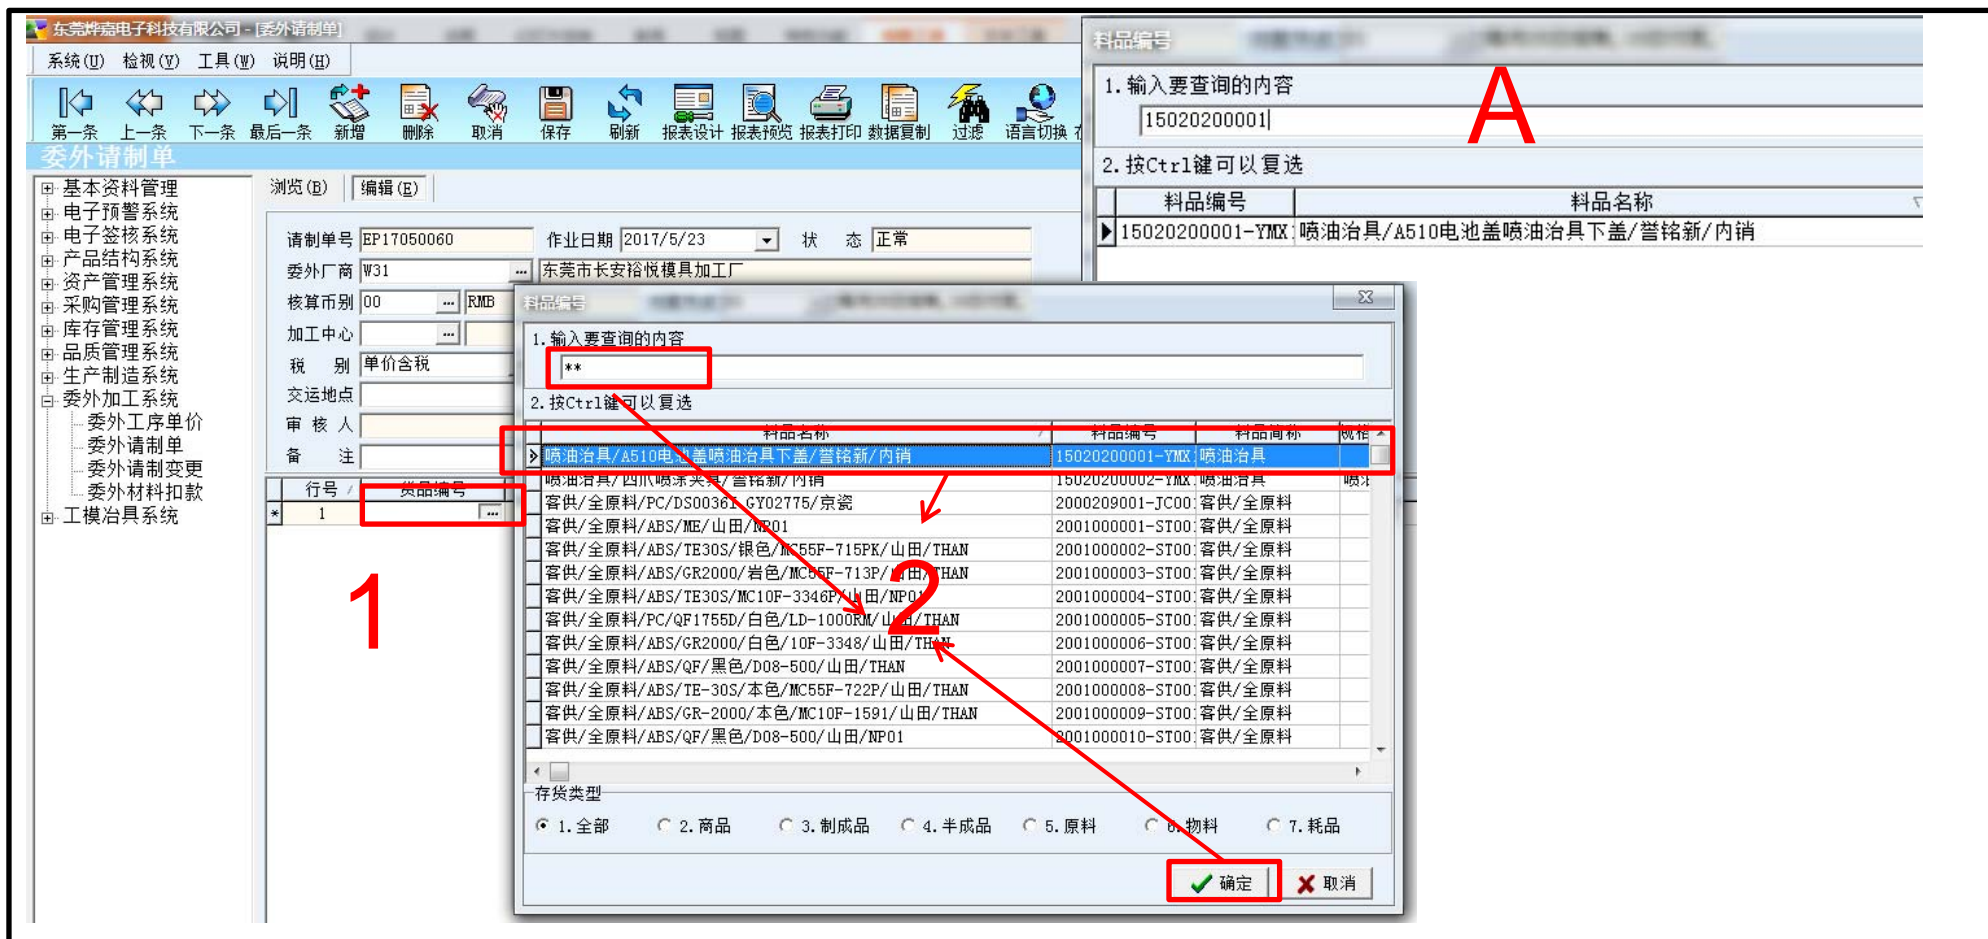 东莞烨嘉电子科技有限公司 - [委外请制单]
系统(U) 检视(V) 工具(W) 说明(H)
第一条 上一条 下一条 最后一条 新增 删除 取消 保存 刷新 报表设计 报表预览 报表打印 数据复制 过滤 语言切换
委外请制单
基本资料管理
电子预警系统
电子签核系统
产品结构系统
资产管理系统
采购管理系统
库存管理系统
品质管理系统
生产制造系统
委外加工系统
委外工序单价
委外请制单
委外请制变更
委外材料扣款
工模冶具系统
浏览(B) 编辑(E)
请制单号 EP17050060 作业日期 2017/5/23 状 态 正常
委外厂商 W31 ... 东莞市长安裕悦模具加工厂
核算币别 00 ... RMB
加工中心 ...
税 别 单价含税
交运地点
审 核 人
备 注
行号 货品编号
* 1 ...
1
料品编号
1.输入要查询的内容
**
2.按Ctrl键可以复选
料品名称 料品编号 料品简称 规格
喷油治具/A510电池盖喷油治具下盖/誉铭新/内销 15020200001-YMX 喷油治具
喷油治具/四爪喷涂夹具/誉铭新/内销 15020200002-YMX 喷油治具
客供/全原料/PC/DS0036I GY02775/京瓷 2000209001-JC00 客供/全原料
客供/全原料/ABS/ME/山田/NP01 2001000001-ST00 客供/全原料
客供/全原料/ABS/TE30S/银色/MC55F-715PK/山田/THAN 2001000002-ST00 客供/全原料
客供/全原料/ABS/GR2000/岩色/MC55F-713P/山田/THAN 2001000003-ST00 客供/全原料
客供/全原料/ABS/TE30S/MC10F-3346P/山田/NP01 2001000004-ST00 客供/全原料
客供/全原料/PC/QF1755D/白色/LD-1000RM/山田/THAN 2001000005-ST00 客供/全原料
客供/全原料/ABS/GR2000/白色/10F-3348/山田/THAN 2001000006-ST00 客供/全原料
客供/全原料/ABS/QF/黑色/D08-500/山田/THAN 2001000007-ST00 客供/全原料
客供/全原料/ABS/TE-30S/本色/MC55F-722P/山田/THAN 2001000008-ST00 客供/全原料
客供/全原料/ABS/GR-2000/本色/MC10F-1591/山田/THAN 2001000009-ST00 客供/全原料
客供/全原料/ABS/QF/黑色/D08-500/山田/NP01 2001000010-ST00 客供/全原料
2
存货类型
1.全部 2.商品 3.制成品 4.半成品 5.原料 6.物料 7.耗品
确定 取消
料品编号
A
1.输入要查询的内容
15020200001
2.按Ctrl键可以复选
料品编号 料品名称
15020200001-YMX 喷油治具/A510电池盖喷油治具下盖/誉铭新/内销